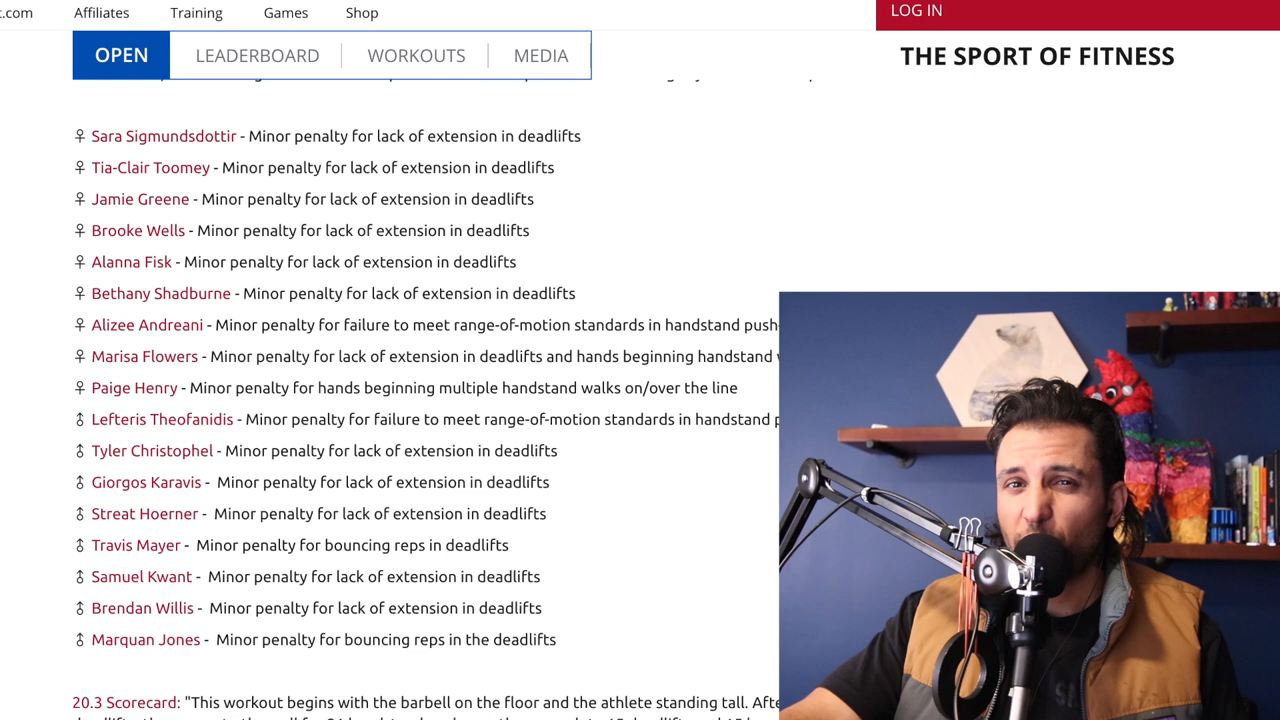 t.com Affiliates Training Games Shop LOG IN
OPEN LEADERBOARD WORKOUTS MEDIA THE SPORT OF FITNESS
♀ Sara Sigmundsdottir - Minor penalty for lack of extension in deadlifts
♀ Tia-Clair Toomey - Minor penalty for lack of extension in deadlifts
♀ Jamie Greene - Minor penalty for lack of extension in deadlifts
♀ Brooke Wells - Minor penalty for lack of extension in deadlifts
♀ Alanna Fisk - Minor penalty for lack of extension in deadlifts
♀ Bethany Shadburne - Minor penalty for lack of extension in deadlifts
♀ Alizee Andreani - Minor penalty for failure to meet range-of-motion standards in handstand push-
♀ Marisa Flowers - Minor penalty for lack of extension in deadlifts and hands beginning handstand
♀ Paige Henry - Minor penalty for hands beginning multiple handstand walks on/over the line
♂ Lefteris Theofanidis - Minor penalty for failure to meet range-of-motion standards in handstand p
♂ Tyler Christophel - Minor penalty for lack of extension in deadlifts
♂ Giorgos Karavis - Minor penalty for lack of extension in deadlifts
♂ Streat Hoerner - Minor penalty for lack of extension in deadlifts
♂ Travis Mayer - Minor penalty for bouncing reps in deadlifts
♂ Samuel Kwant - Minor penalty for lack of extension in deadlifts
♂ Brendan Willis - Minor penalty for lack of extension in deadlifts
♂ Marquan Jones - Minor penalty for bouncing reps in the deadlifts
20.3 Scorecard: "This workout begins with the barbell on the floor and the athlete standing tall. Afte